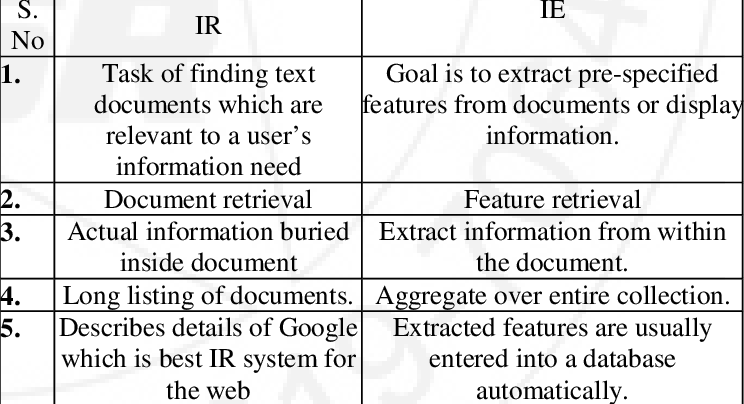 S. No | IR | IE
1. | Task of finding text documents which are relevant to a user's information need | Goal is to extract pre-specified features from documents or display information.
2. | Document retrieval | Feature retrieval
3. | Actual information buried inside document | Extract information from within the document.
4. | Long listing of documents. | Aggregate over entire collection.
5. | Describes details of Google which is best IR system for the web | Extracted features are usually entered into a database automatically.